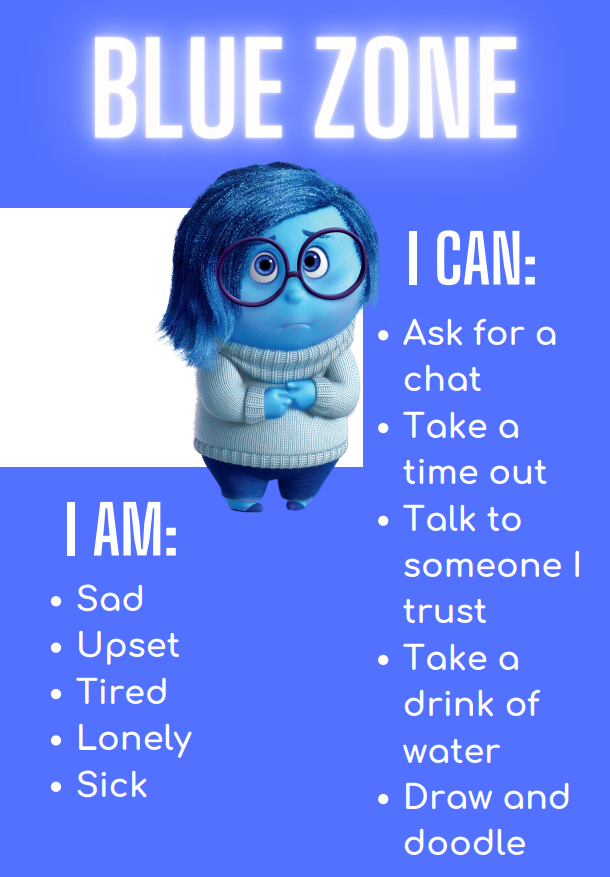 BLUE ZONE
I CAN:
• Ask for a
chat
• Take a
time out
• Talk to
someone I
trust
• Take a
drink of
water
• Draw and
doodle
I AM:
• Sad
• Upset
• Tired
• Lonely
• Sick